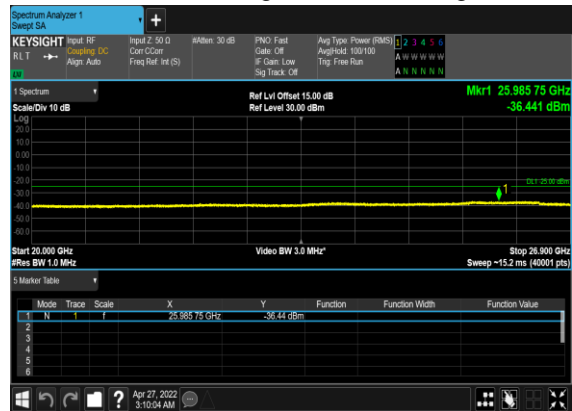 Spectrum Analyzer 1
Swept SA
+
KEYSIGHT Input: RF Input Z: 50 Ω #Atten: 30 dB PNO: Fast Avg Type: Power (RMS) 1 2 3 4 5 6
RLT Coupling: DC Corr CCorr Gate: Off Avg|Hold: 100/100 A W W W W W
Align: Auto Freq Ref: Int (S) IF Gain: Low Trig: Free Run
Sig Track: Off A N N N N N
1 Spectrum
Ref Lvl Offset 15.00 dB Mkr1 25.985 75 GHz
Scale/Div 10 dB Ref Level 30.00 dBm -36.441 dBm
Log
20.0
10.0
0.00
-10.0
-20.0
DL1 -25.00 dBm
1
-30.0
-40.0
-50.0
-60.0
Start 20.000 GHz Video BW 3.0 MHz* Stop 26.900 GHz
#Res BW 1.0 MHz Sweep ~15.2 ms (40001 pts)
5 Marker Table
Mode Trace Scale X Y Function Function Width Function Value
1 N 1 f 25.985 75 GHz -36.44 dBm
2
3
4
5
6
? Apr 27, 2022
3:10:04 AM